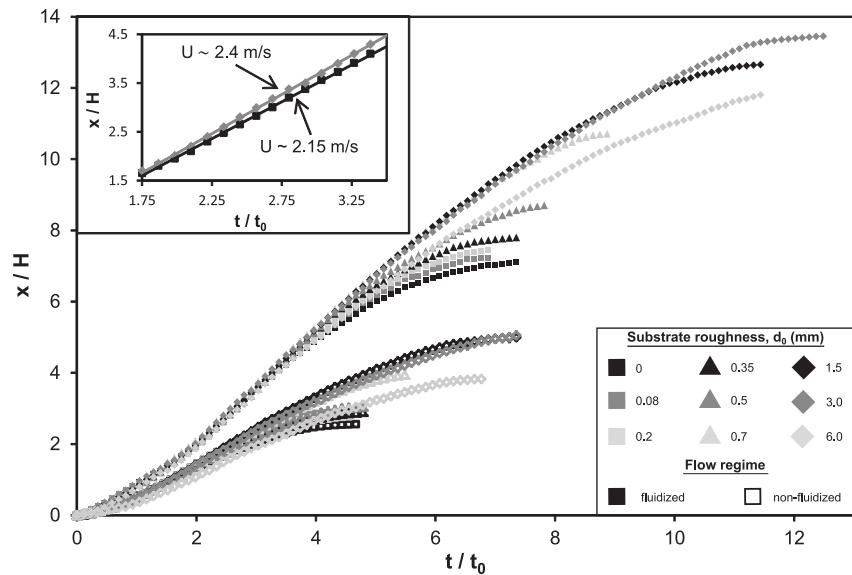 14
12
10
8
6
4
2
0
x / H
0
2
4
6
8
10
12
t / t0
4.5
3.5
2.5
1.5
x / H
U ~ 2.4 m/s
U ~ 2.15 m/s
1.75
2.25
2.75
3.25
t / t0
Substrate roughness, d0 (mm)
0 0.35 1.5
0.08 0.5 3.0
0.2 0.7 6.0
Flow regime
fluidized non-fluidized